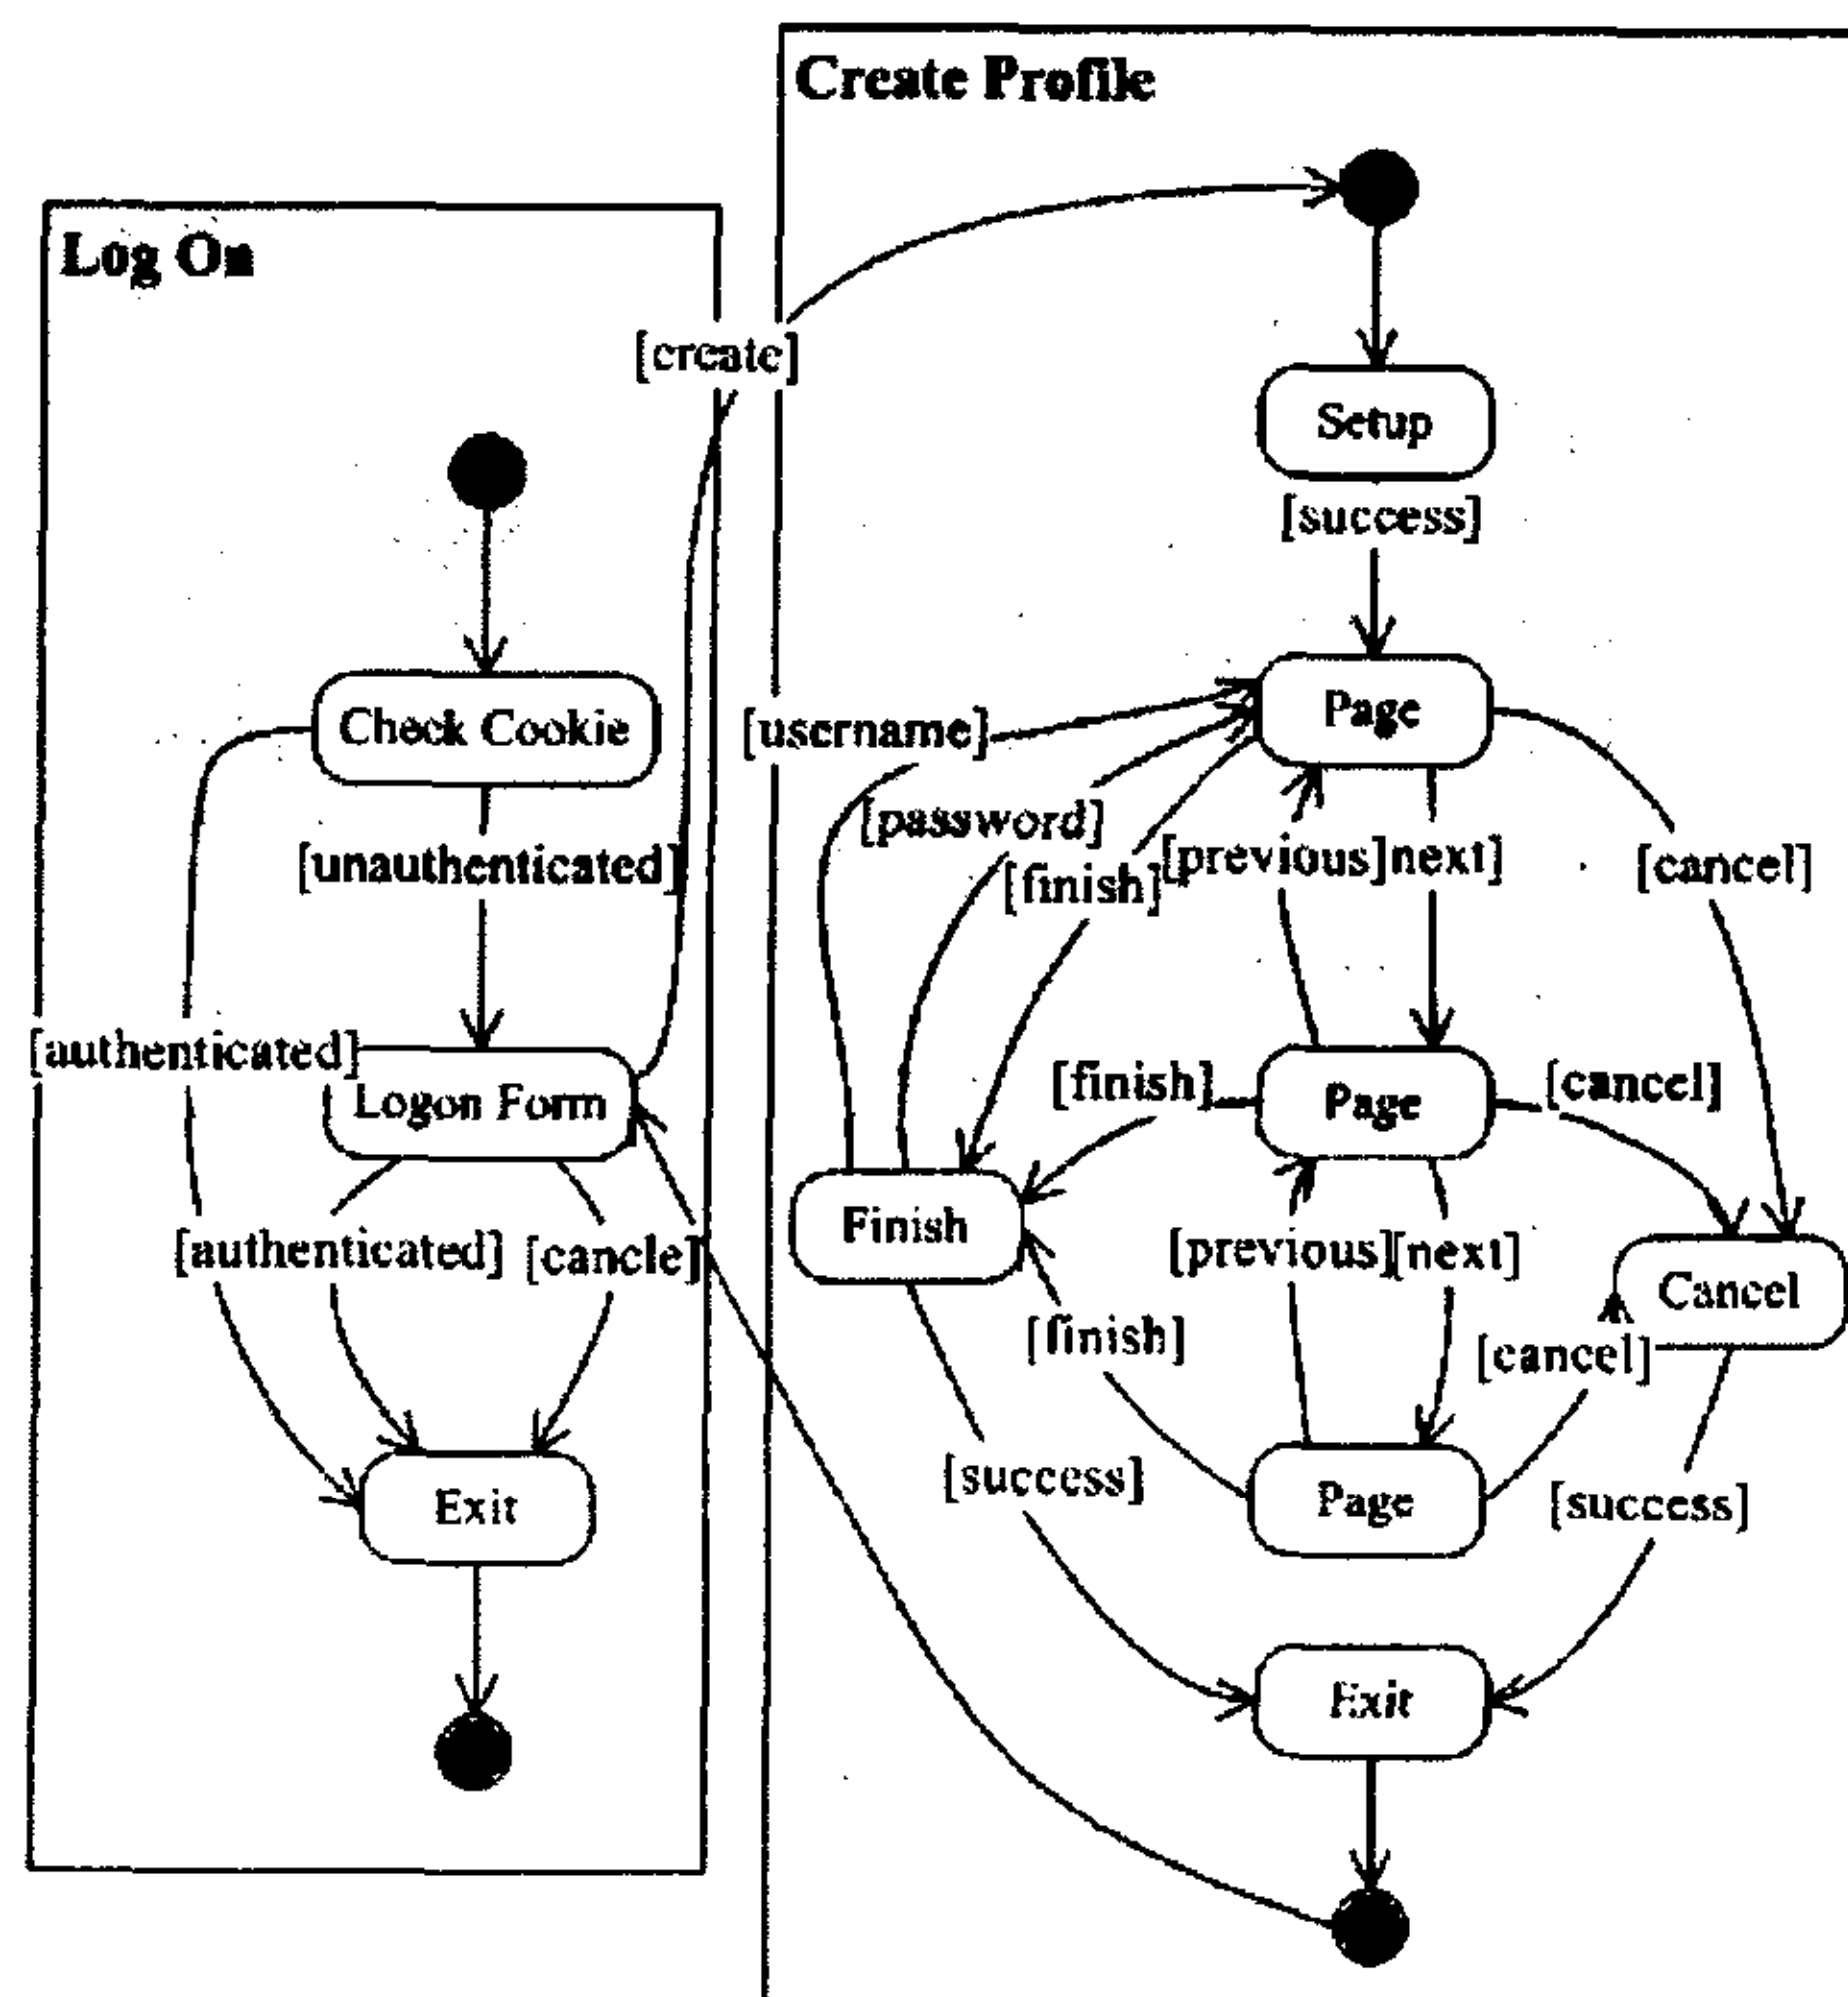 Create Profile
Log On
[create]
Setup
[success]
Check Cookie
[username]
Page
[password]
[unauthenticated]
[finish]
[previous]
next]
[cancel]
[authenticated]
Logon Form
[finish]
Page
[cancel]
Finish
[authenticated]
[cancle]
[previous]
[next]
Cancel
[finish]
[cancel]
[success]
Exit
Page
[success]
Exit